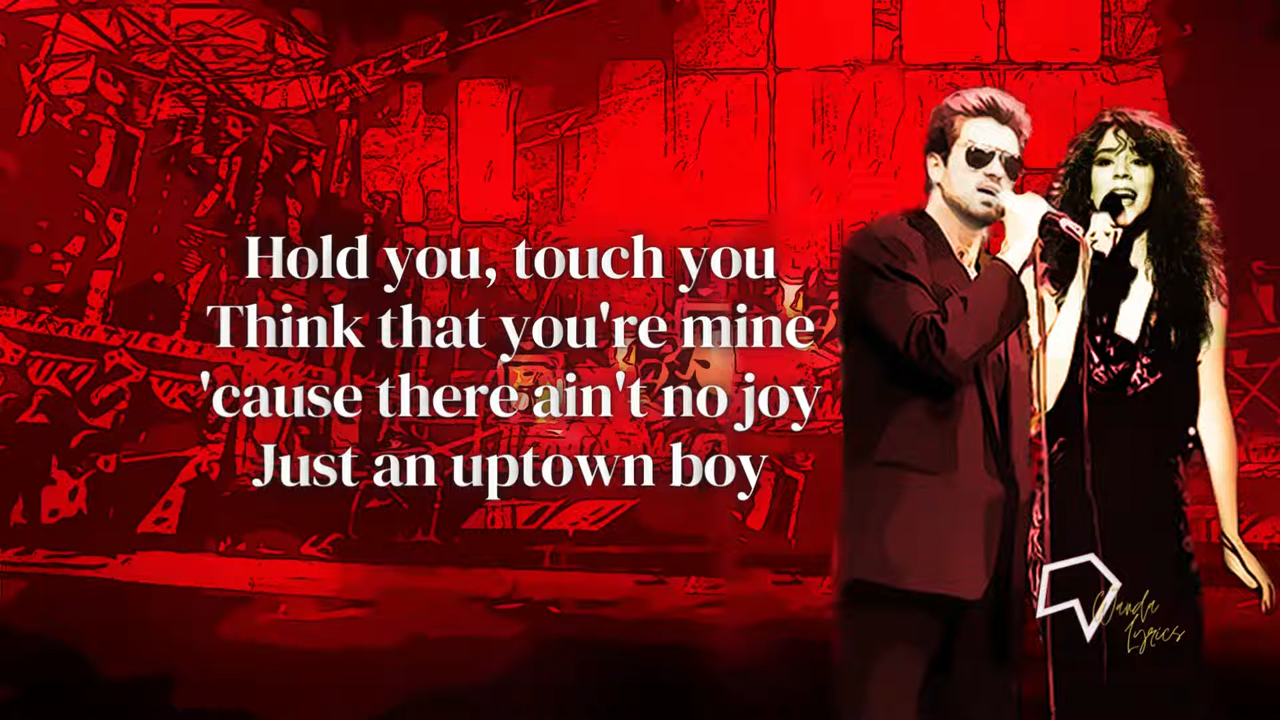 Hold you, touch you
Think that you're mine
'cause there ain't no joy
Just an uptown boy
Wanda
Lyrics